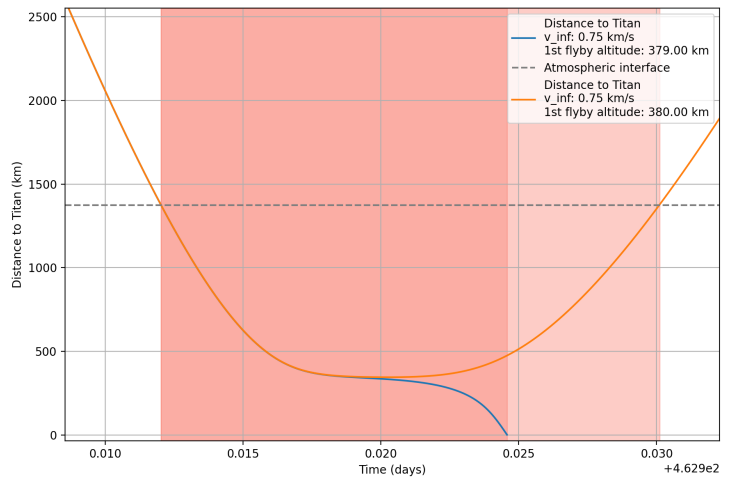 2500
2000
1500
1000
500
0
Distance to Titan (km)
Distance to Titan
v_inf: 0.75 km/s
1st flyby altitude: 379.00 km
Atmospheric interface
Distance to Titan
v_inf: 0.75 km/s
1st flyby altitude: 380.00 km
0.010 0.015 0.020 0.025 0.030
Time (days)
+4.629e2